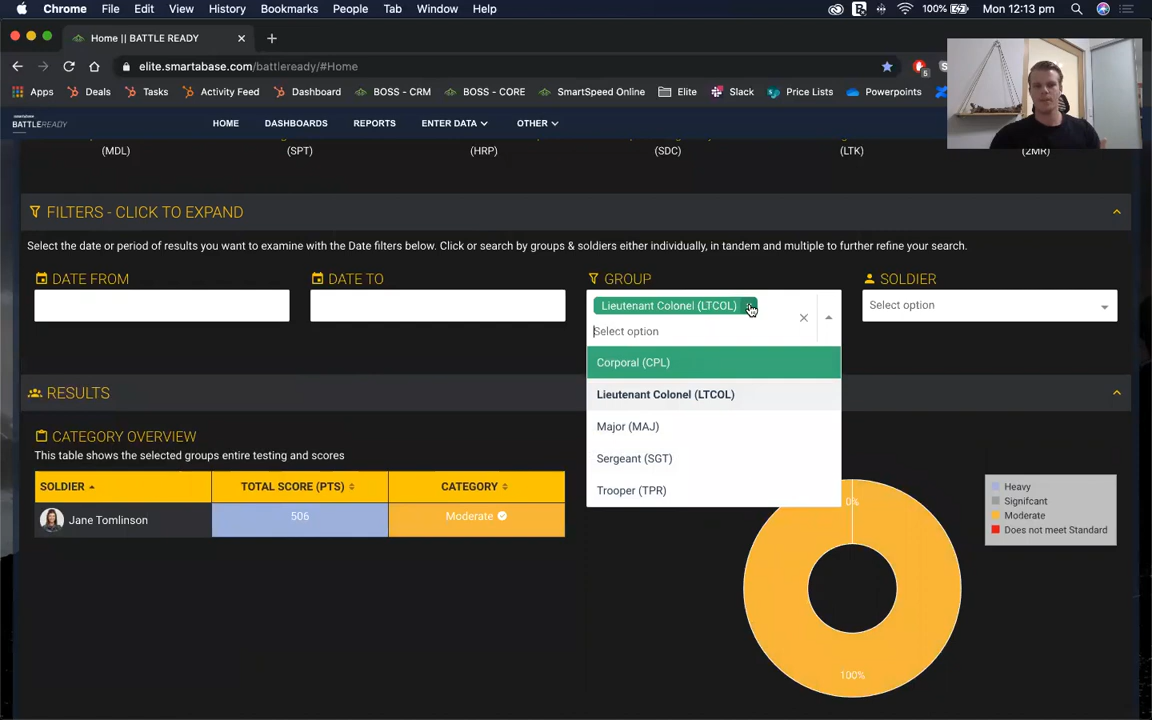 Chrome File Edit View History Bookmarks People Tab Window Help 100% Mon 12:13 pm
Home || BATTLE READY
elite.smartabase.com/battleready/#Home
5
Apps Deals Tasks Activity Feed Dashboard BOSS - CRM BOSS - CORE SmartSpeed Online Elite Slack Price Lists Powerpoints
BATTLEREADY HOME DASHBOARDS REPORTS ENTER DATA OTHER
(MDL) (SPT) (HRP) (SDC) (LTK) (2MR)
FILTERS - CLICK TO EXPAND
Select the date or period of results you want to examine with the Date filters below. Click or search by groups & soldiers either individually, in tandem and multiple to further refine your search.
DATE FROM DATE TO GROUP SOLDIER
Lieutenant Colonel (LTCOL) Select option
Select option
Corporal (CPL)
Lieutenant Colonel (LTCOL)
Major (MAJ)
Sergeant (SGT)
Trooper (TPR)
RESULTS
CATEGORY OVERVIEW
This table shows the selected groups entire testing and scores
SOLDIER TOTAL SCORE (PTS) CATEGORY
Jane Tomlinson 506 Moderate
0%
100%
Heavy
Signifcant
Moderate
Does not meet Standard